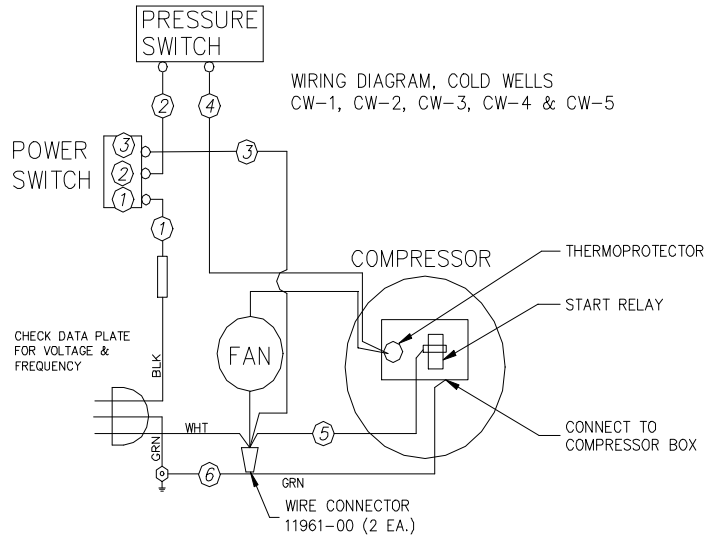 PRESSURE
SWITCH
WIRING DIAGRAM, COLD WELLS
CW-1, CW-2, CW-3, CW-4 & CW-5
2
4
POWER
SWITCH
3
2
1
3
1
COMPRESSOR
THERMOPROTECTOR
START RELAY
CHECK DATA PLATE
FOR VOLTAGE &
FREQUENCY
BLK
FAN
WHT
5
CONNECT TO
COMPRESSOR BOX
GRN
6
GRN
WIRE CONNECTOR
11961-00 (2 EA.)